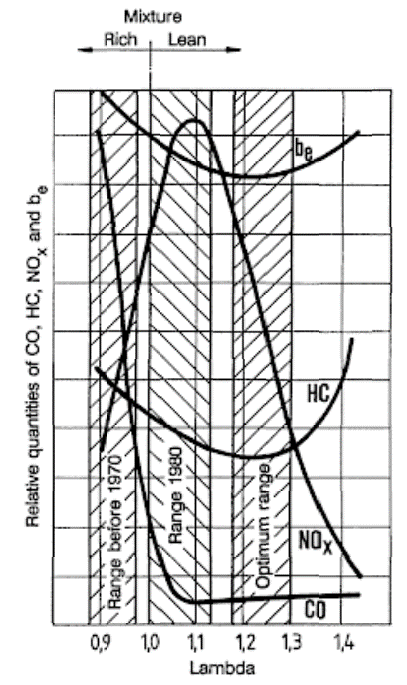 Mixture
Rich Lean
Relative quantities of CO, HC, NOx and be
be
HC
NOx
CO
Range before 1970
Range 1980
Optimum range
0,9 1,0 1,1 1,2 1,3 1,4
Lambda